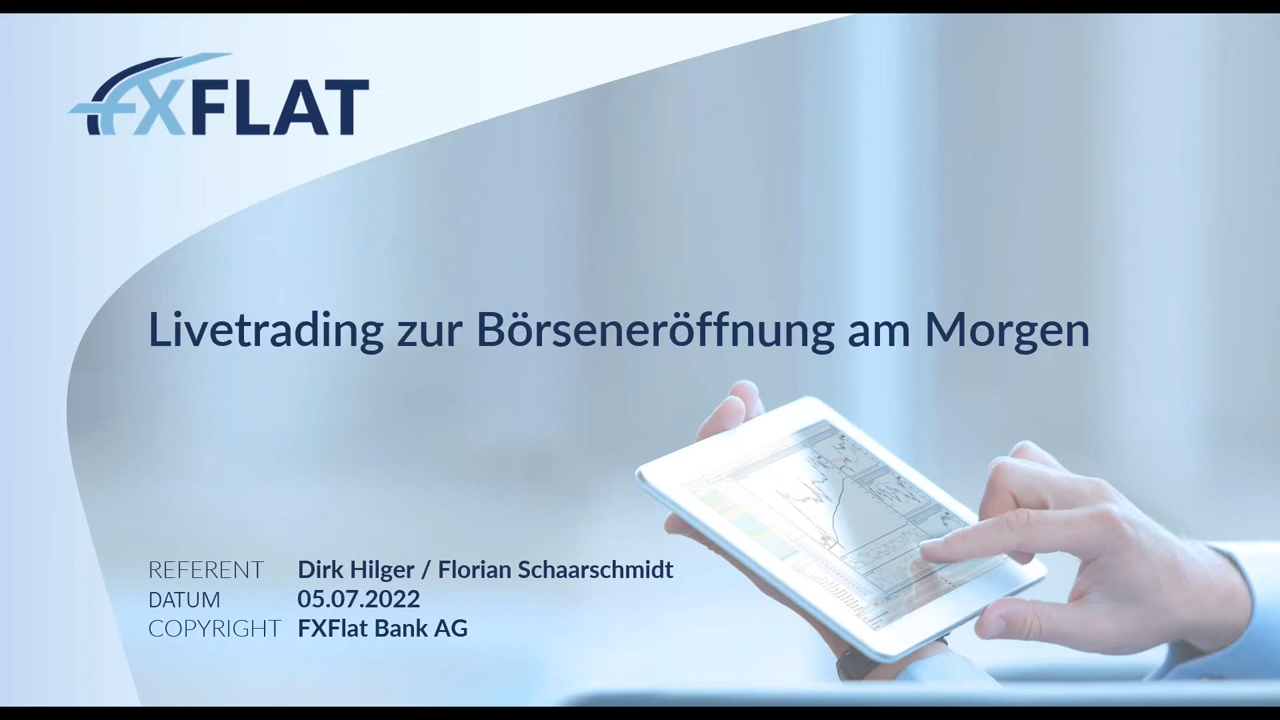 FXFLAT
Livetrading zur Börseneröffnung am Morgen
REFERENT Dirk Hilger / Florian Schaarschmidt
DATUM 05.07.2022
COPYRIGHT FXFlat Bank AG